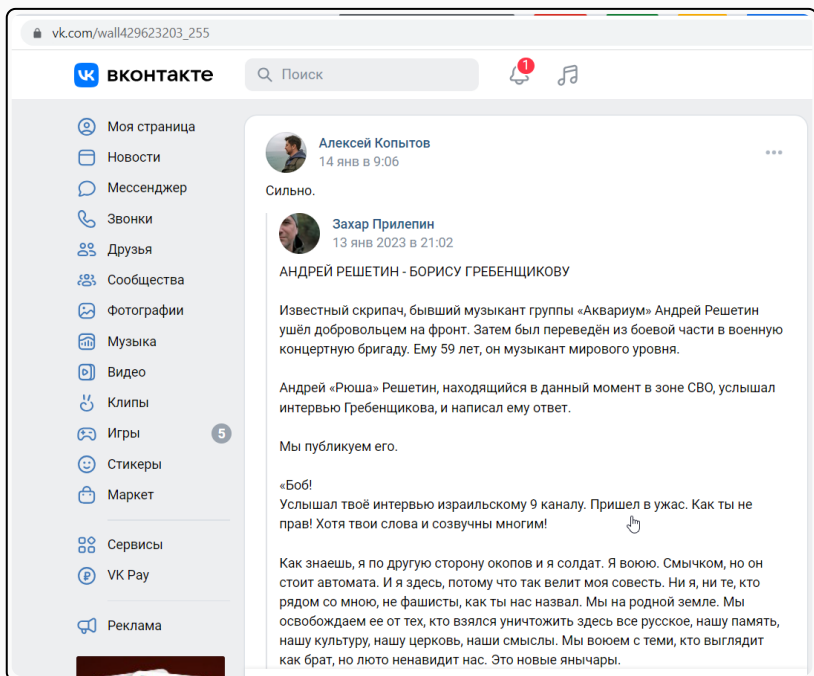 vk.com/wall429623203_255
вконтакте
Поиск
1
Моя страница
Новости
Мессенджер
Звонки
Друзья
Сообщества
Фотографии
Музыка
Видео
Клипы
Игры 5
Стикеры
Маркет
Сервисы
VK Pay
Реклама
Алексей Копытов
14 янв в 9:06
Сильно.
Захар Прилепин
13 янв 2023 в 21:02
АНДРЕЙ РЕШЕТИН - БОРИСУ ГРЕБЕНЩИКОВУ
Известный скрипач, бывший музыкант группы «Аквариум» Андрей Решетин
ушёл добровольцем на фронт. Затем был переведён из боевой части в военную
концертную бригаду. Ему 59 лет, он музыкант мирового уровня.
Андрей «Рюша» Решетин, находящийся в данный момент в зоне СВО, услышал
интервью Гребенщикова, и написал ему ответ.
Мы публикуем его.
«Боб!
Услышал твоё интервью израильскому 9 каналу. Пришел в ужас. Как ты не
прав! Хотя твои слова и созвучны многим!
Как знаешь, я по другую сторону окопов и я солдат. Я воюю. Смычком, но он
стоит автомата. И я здесь, потому что так велит моя совесть. Ни я, ни те, кто
рядом со мною, не фашисты, как ты нас назвал. Мы на родной земле. Мы
освобождаем ее от тех, кто взялся уничтожить здесь все русское, нашу память,
нашу культуру, нашу церковь, наши смыслы. Мы воюем с теми, кто выглядит
как брат, но люто ненавидит нас. Это новые янычары.